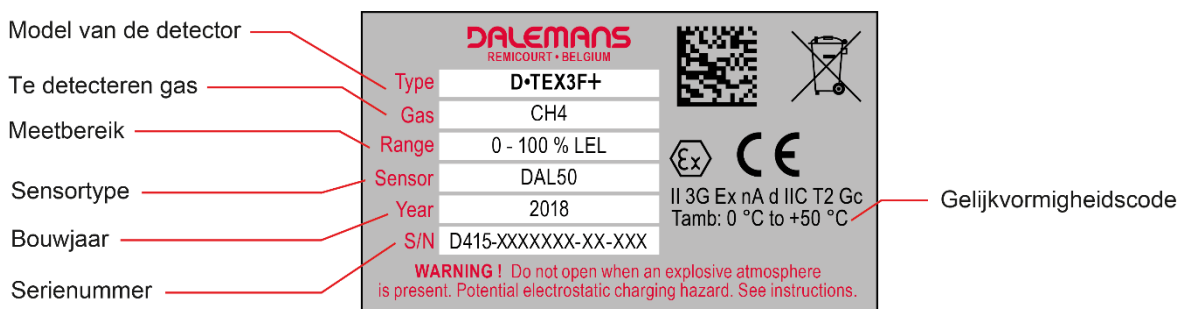 Model van de detector
Te detecteren gas
Meetbereik
Sensortype
Bouwjaar
Serienummer
DALEMANS
REMICOURT • BELGIUM
Type D•TEX3F+
Gas CH4
Range 0 - 100 % LEL
Sensor DAL50
Year 2018
S/N D415-XXXXXXX-XX-XXX
Ex CE
II 3G Ex nA d IIC T2 Gc
Tamb: 0 °C to +50 °C
WARNING ! Do not open when an explosive atmosphere
is present. Potential electrostatic charging hazard. See instructions.
Gelijkvormigheidscode